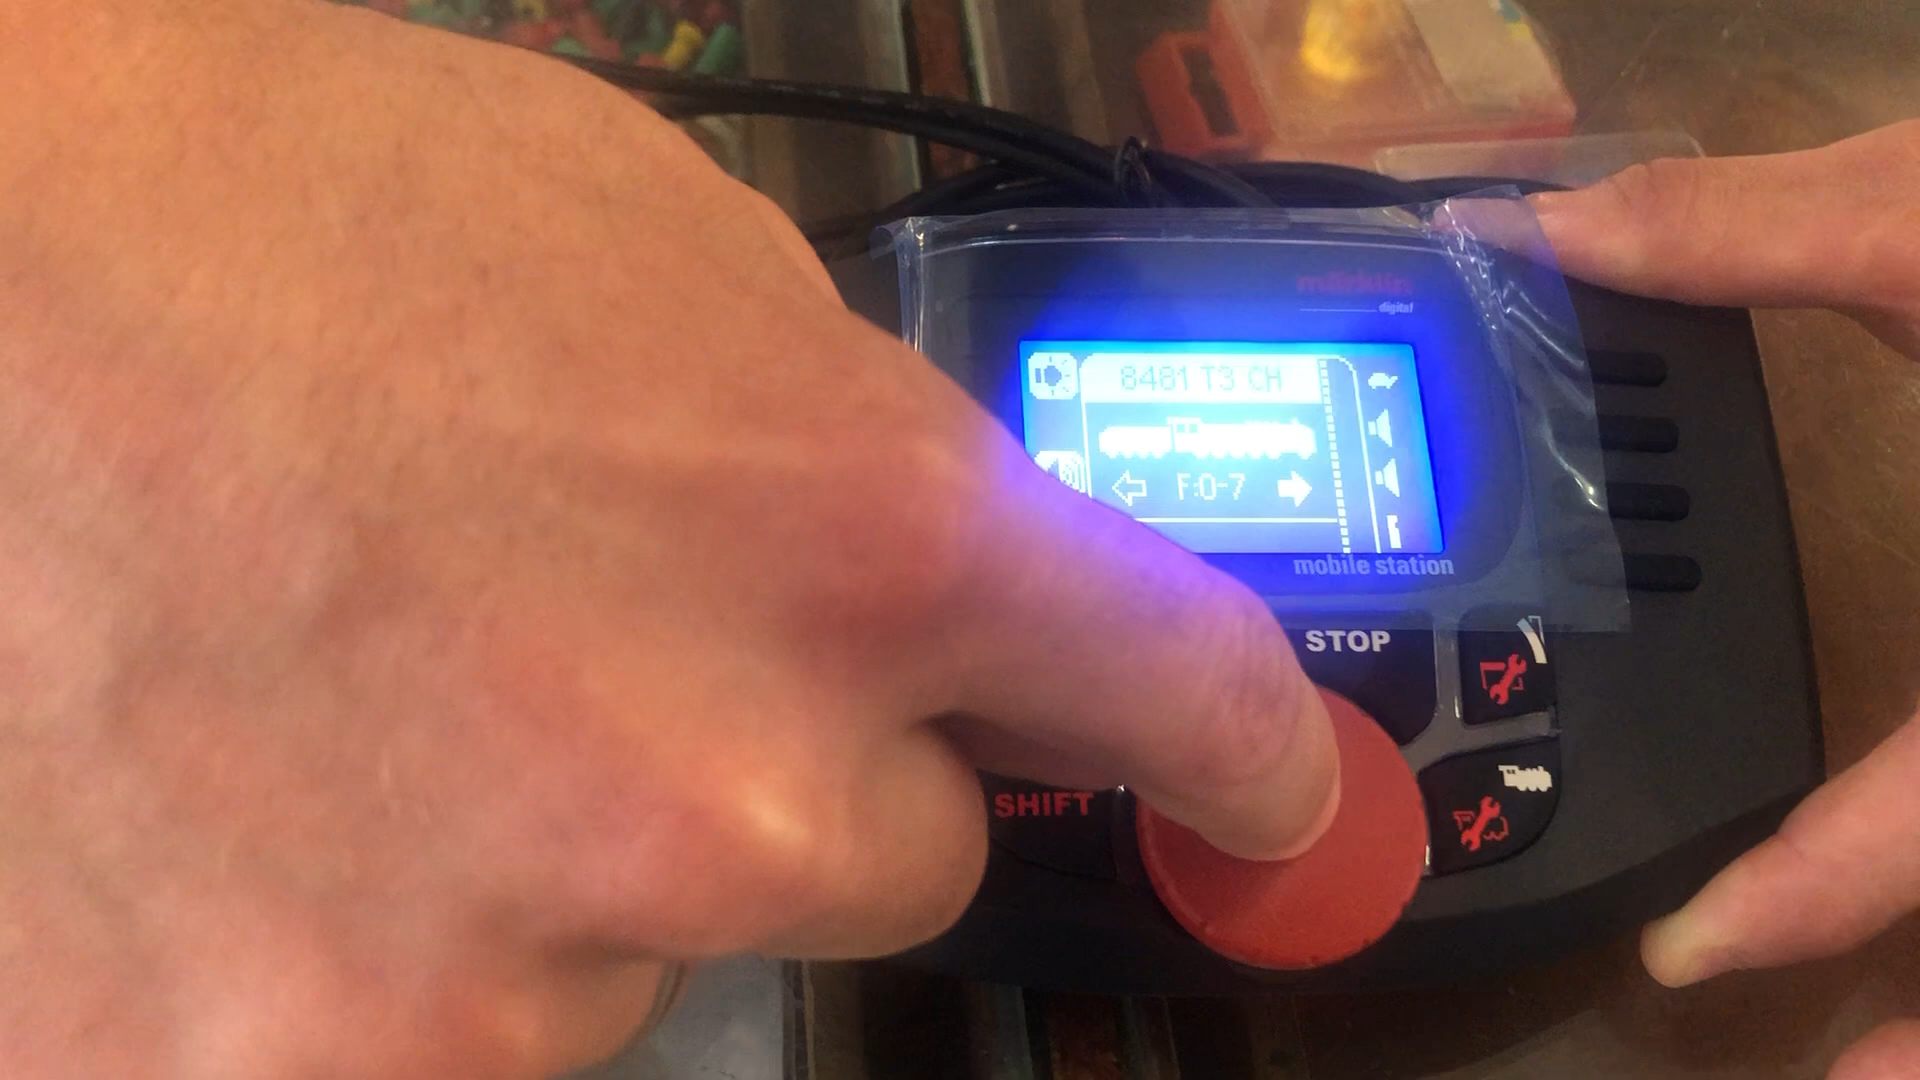 märklin
digital
8481 T3 CH
F:0-7
mobile station
STOP
SHIFT